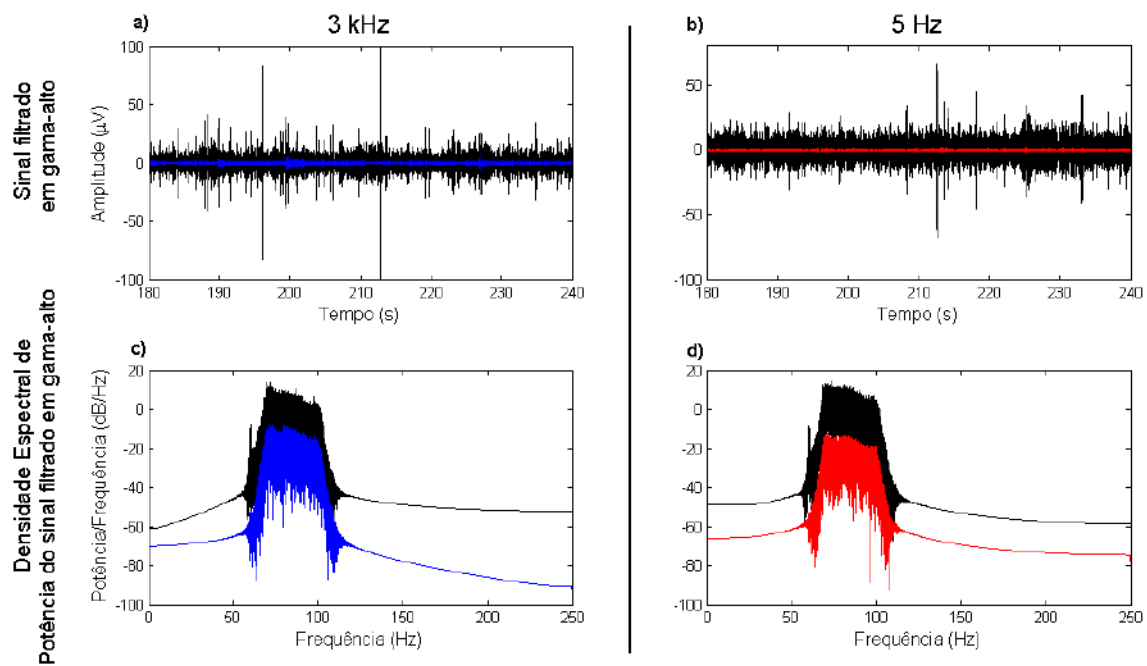 a) 3 kHz
b) 5 Hz
Sinal filtrado
em gama-alto
Amplitude (µV)
100
50
0
-50
-100
180 190 200 210 220 230 240
Tempo (s)
50
0
-50
-100
180 190 200 210 220 230 240
Tempo (s)
Densidade Espectral de
Potência do sinal filtrado em gama-alto
c)
Potência/Frequência (dB/Hz)
20
0
-20
-40
-60
-80
-100
0 50 100 150 200 250
Frequência (Hz)
d)
20
0
-20
-40
-60
-80
-100
0 50 100 150 200 250
Frequência (Hz)